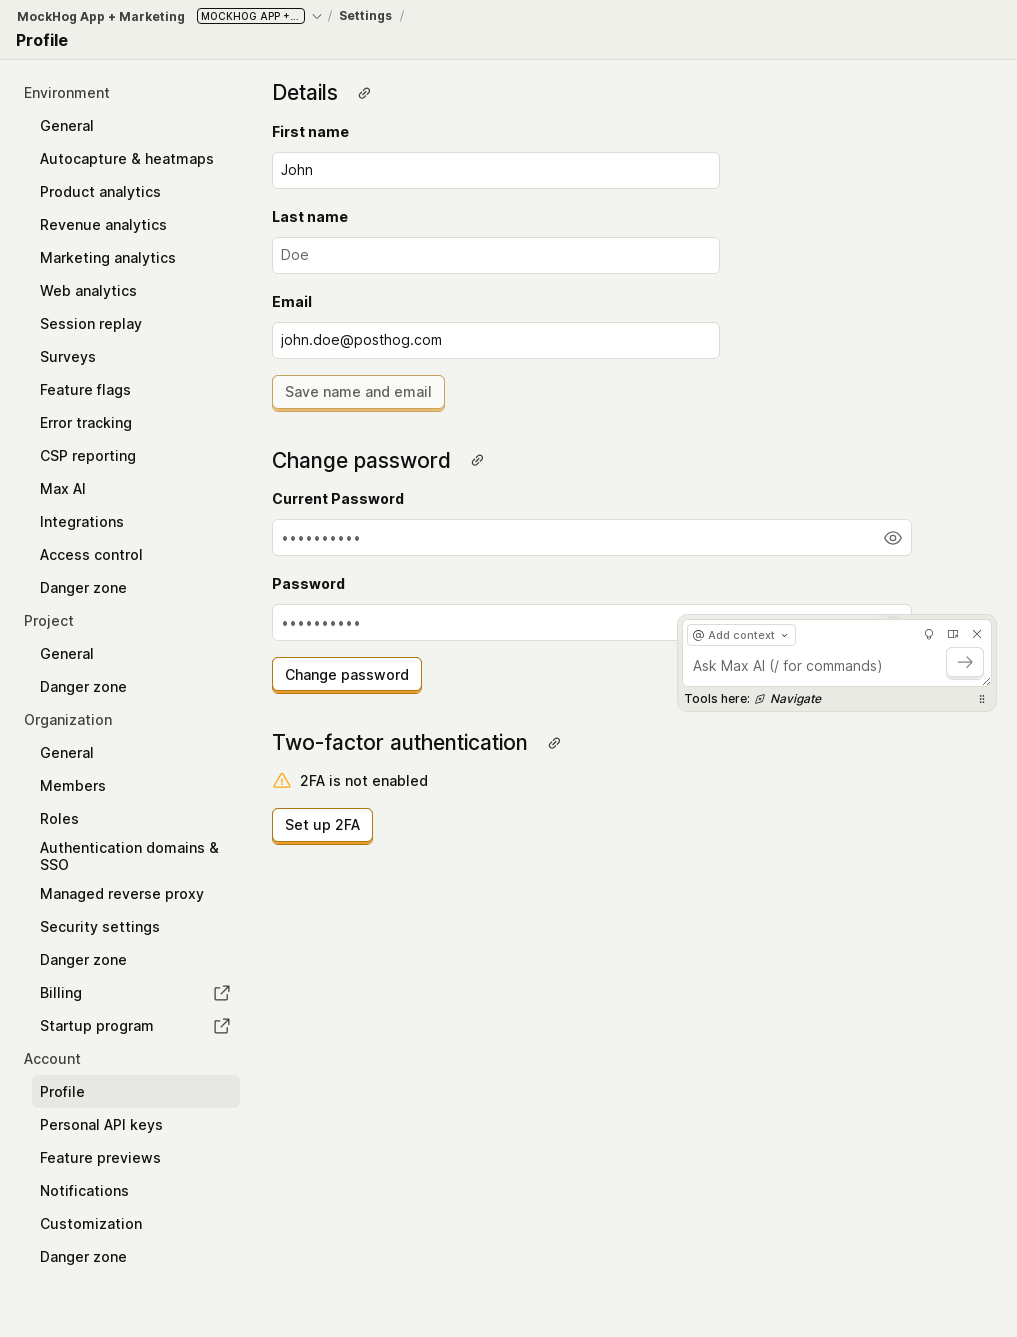 MockHog App + Marketing MOCKHOG APP +... / Settings /
Profile
Environment
General
Autocapture & heatmaps
Product analytics
Revenue analytics
Marketing analytics
Web analytics
Session replay
Surveys
Feature flags
Error tracking
CSP reporting
Max AI
Integrations
Access control
Danger zone
Project
General
Danger zone
Organization
General
Members
Roles
Authentication domains &
SSO
Managed reverse proxy
Security settings
Danger zone
Billing
Startup program
Account
Profile
Personal API keys
Feature previews
Notifications
Customization
Danger zone
Details
First name
John
Last name
Doe
Email
john.doe@posthog.com
Save name and email
Change password
Current Password
••••••••••
Password
••••••••••
Change password
Two-factor authentication
2FA is not enabled
Set up 2FA
@ Add context
Ask Max AI (/ for commands)
Tools here: Navigate